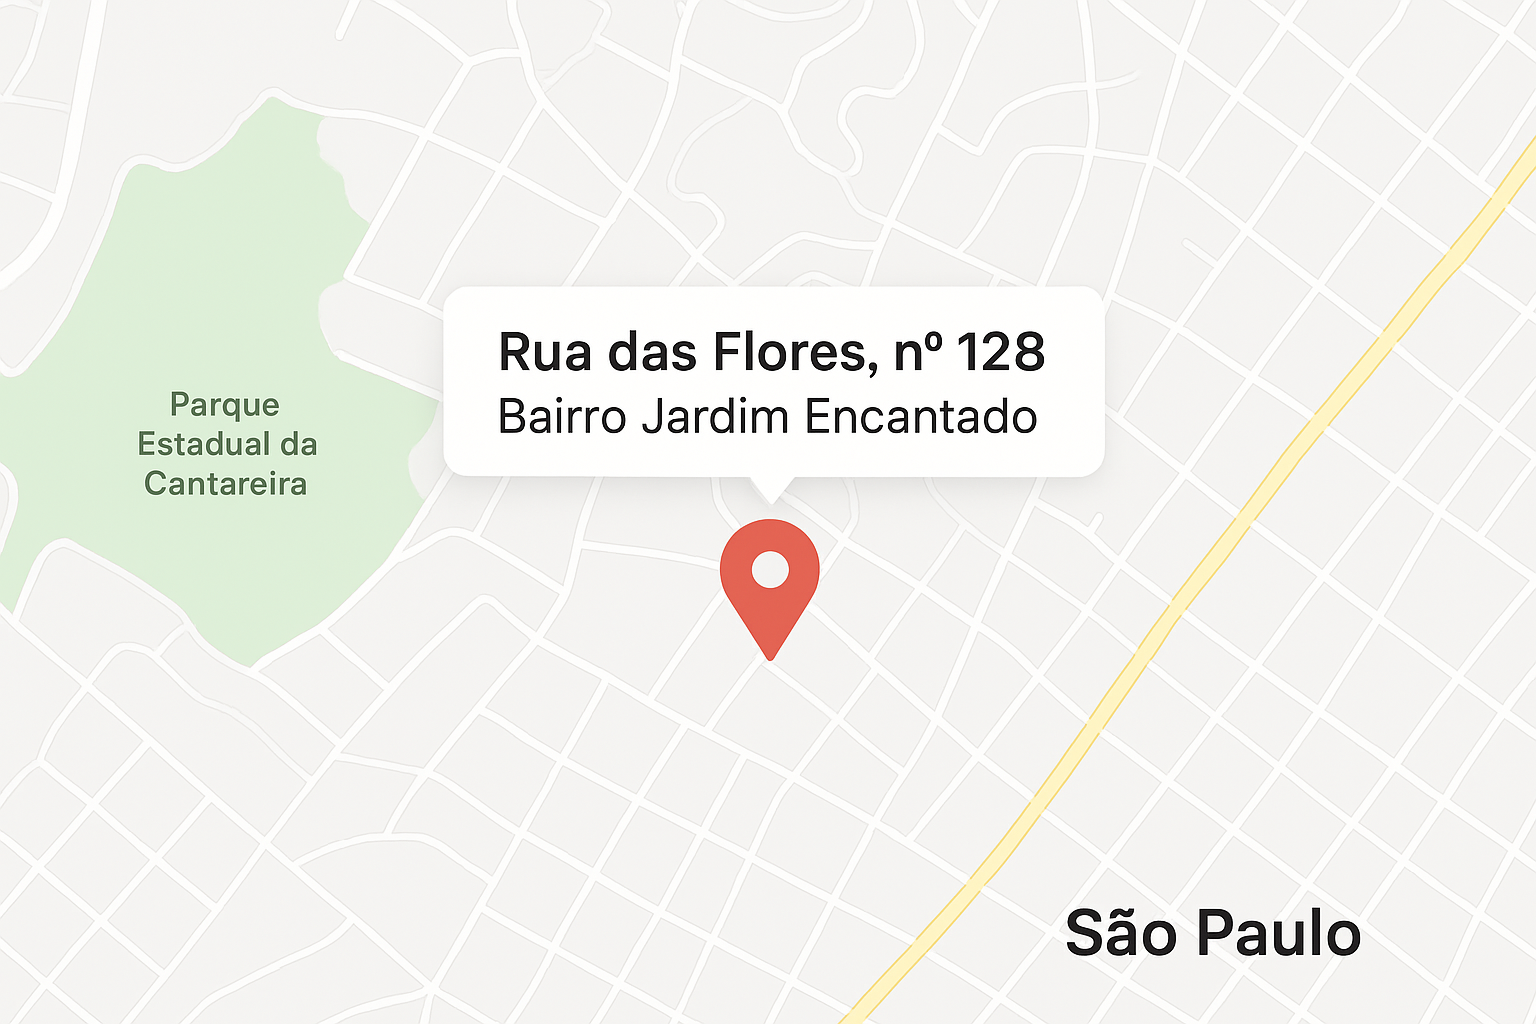 Rua das Flores, nº 128
Bairro Jardim Encantado
Parque
Estadual da
Cantareira
São Paulo